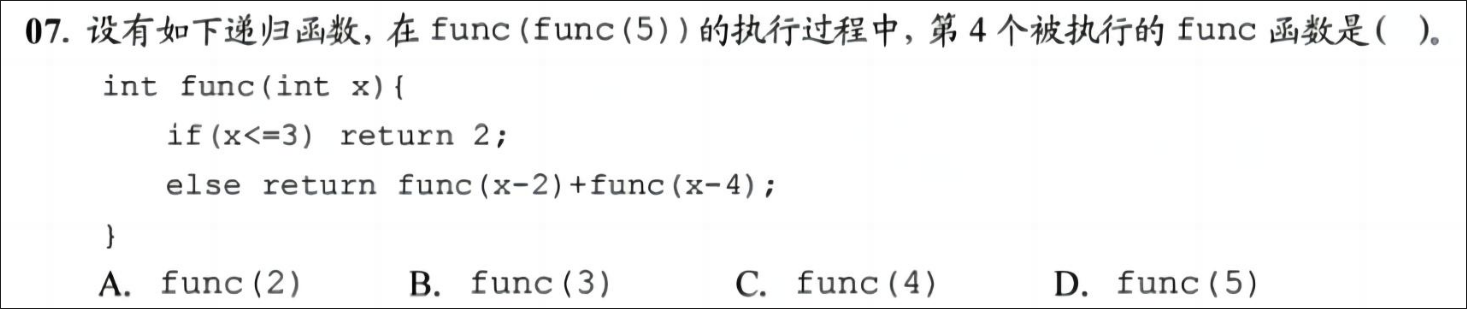 07. 设有如下递归函数, 在 func(func(5))的执行过程中, 第 4 个被执行的 func 函数是(  )。
int func(int x){
if(x<=3) return 2;
else return func(x-2)+func(x-4);
}
A. func(2) B. func(3) C. func(4) D. func(5)